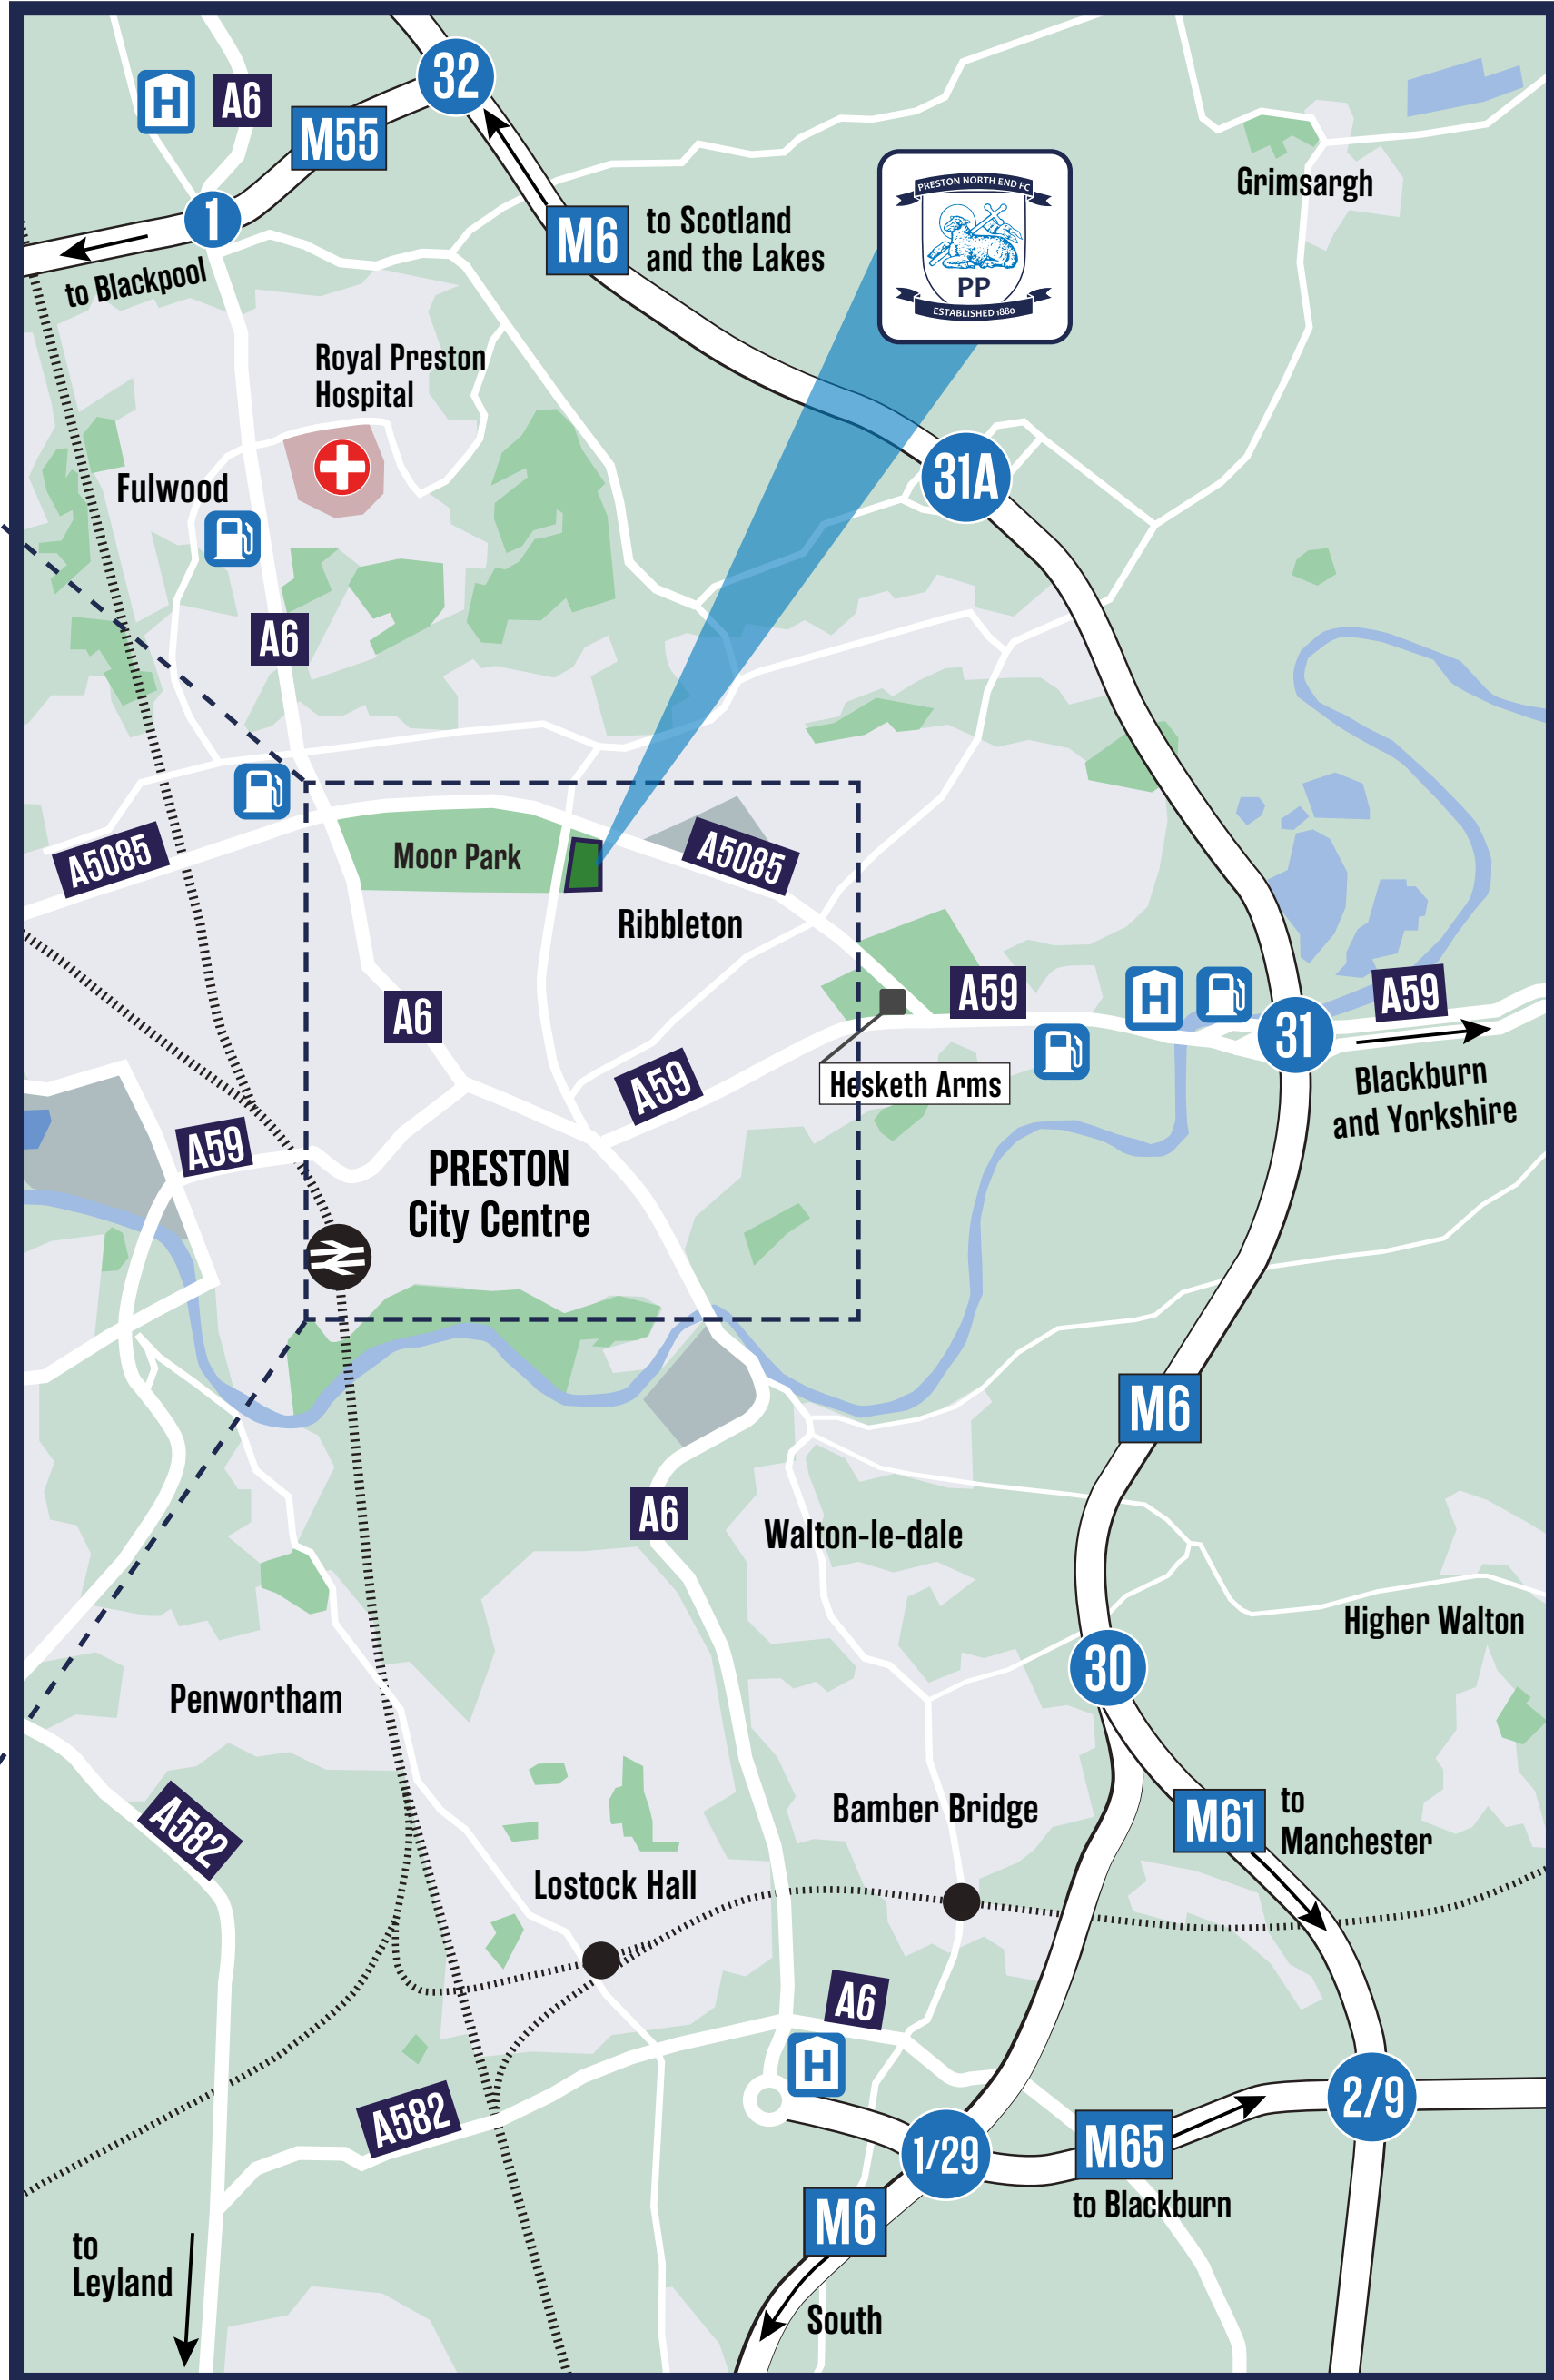 32
H
A6
M55
1
to Blackpool
M6
to Scotland
and the Lakes
PRESTON NORTH END FC
PP
ESTABLISHED 1880
Grimsargh
Royal Preston
Hospital
31A
Fulwood
A6
A5085
Moor Park
A5085
Ribbleton
A6
A59
H
31
A59
Hesketh Arms
A59
Blackburn
and Yorkshire
A59
PRESTON
City Centre
M6
A6
Walton-le-dale
Higher Walton
30
Penwortham
A582
Bamber Bridge
M61
to
Manchester
Lostock Hall
A6
H
A582
2/9
1/29
M65
to Blackburn
M6
to
Leyland
South